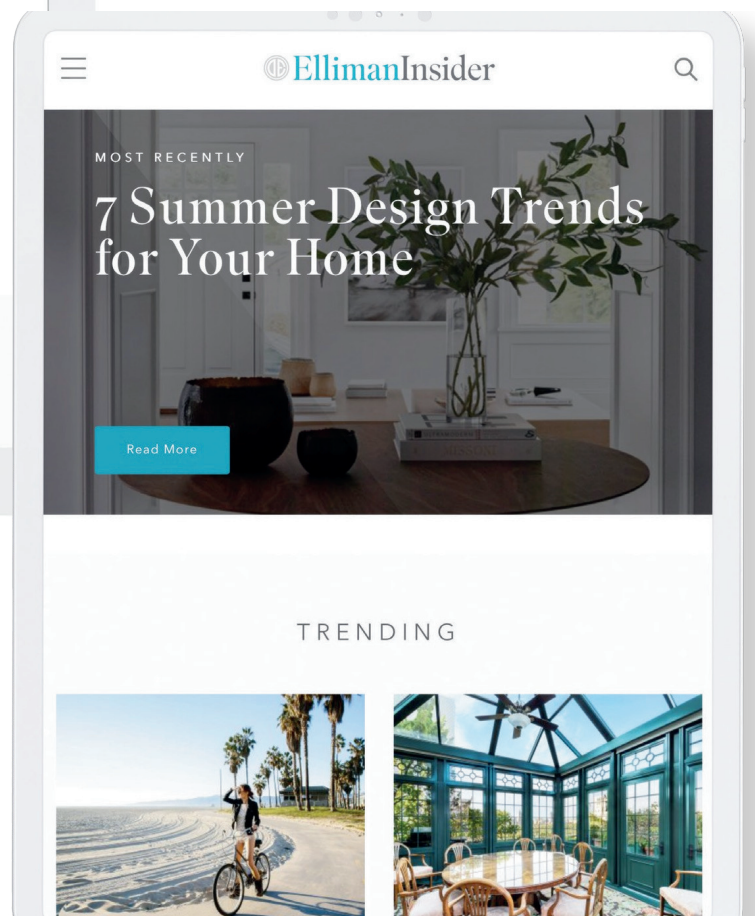 EllimanInsider
MOST RECENTLY
7 Summer Design Trends
for Your Home
Read More
TRENDING